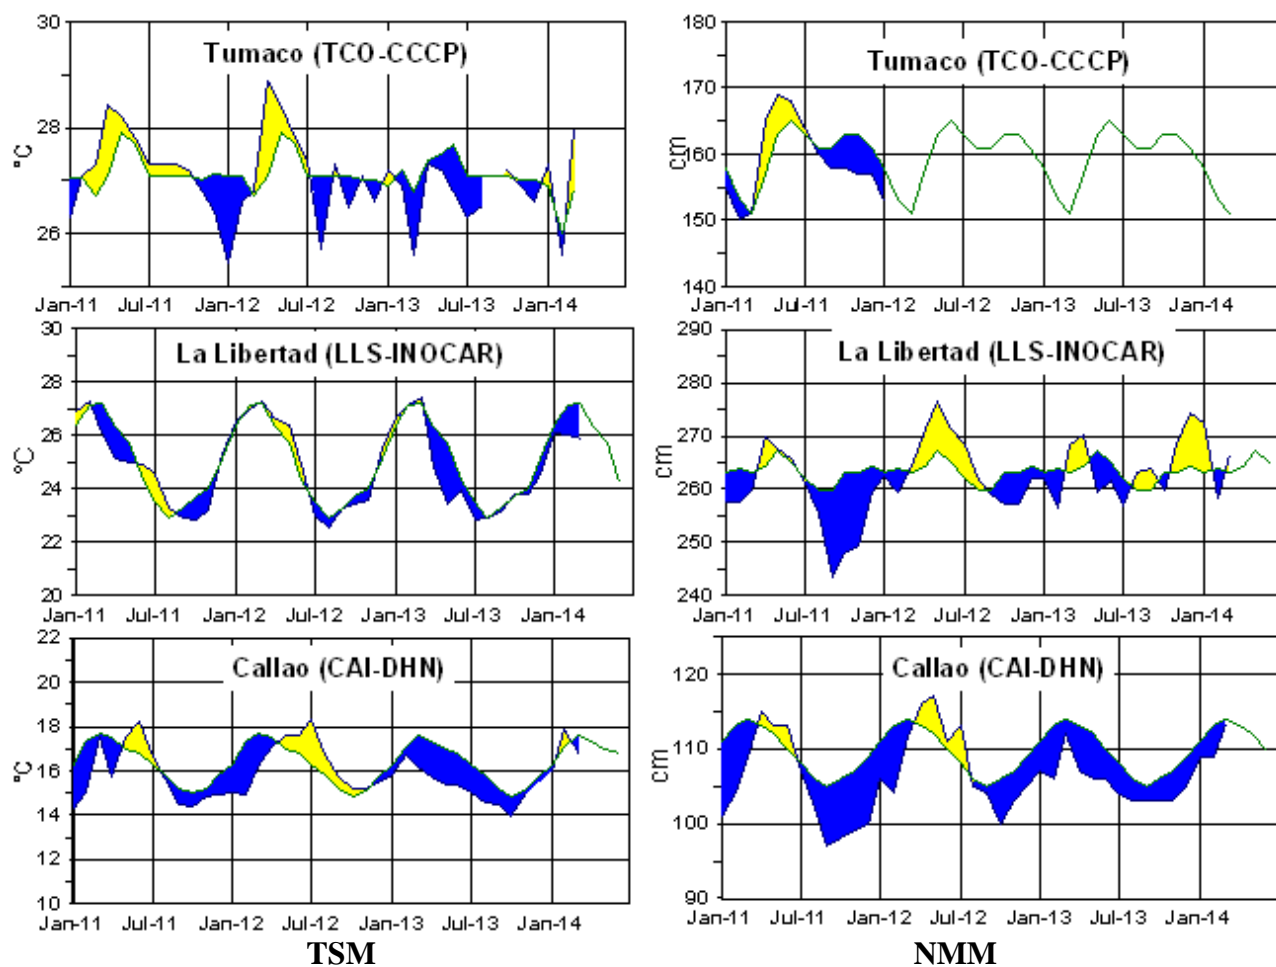 30
28
26
°C
Tumaco (TCO-CCCP)
Jan-11 Jul-11 Jan-12 Jul-12 Jan-13 Jul-13 Jan-14
180
170
160
150
140
cm
Tumaco (TCO-CCCP)
Jan-11 Jul-11 Jan-12 Jul-12 Jan-13 Jul-13 Jan-14
30
28
26
24
22
20
°C
La Libertad (LLS-INOCAR)
Jan-11 Jul-11 Jan-12 Jul-12 Jan-13 Jul-13 Jan-14
290
280
270
260
250
240
cm
La Libertad (LLS-INOCAR)
Jan-11 Jul-11 Jan-12 Jul-12 Jan-13 Jul-13 Jan-14
22
20
18
16
14
12
10
°C
Callao (CAI-DHN)
Jan-11 Jul-11 Jan-12 Jul-12 Jan-13 Jul-13 Jan-14
TSM
120
110
100
90
cm
Callao (CAI-DHN)
Jan-11 Jul-11 Jan-12 Jul-12 Jan-13 Jul-13 Jan-14
NMM